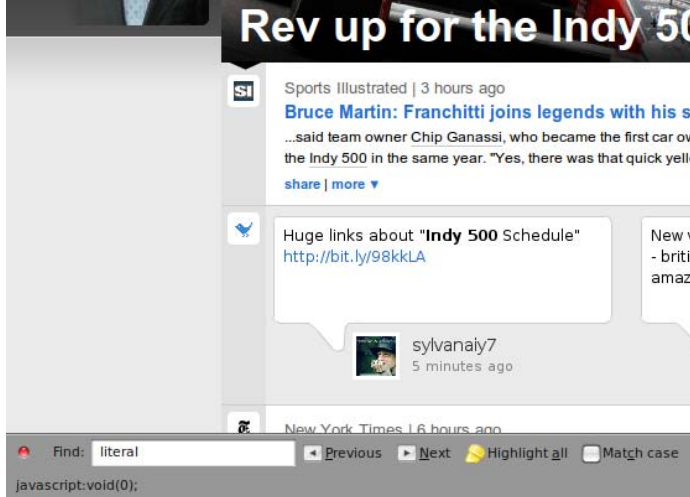 Rev up for the Indy 50
SI
Sports Illustrated | 3 hours ago
Bruce Martin: Franchitti joins legends with his s
...said team owner Chip Ganassi, who became the first car ow
the Indy 500 in the same year. "Yes, there was that quick yell
share | more ▼
Huge links about "Indy 500 Schedule"
http://bit.ly/98kkLA
New
- briti
amaz
sylvanaiy7
5 minutes ago
New York Times | 6 hours ago
Find: literal Previous Next Highlight all Match case
javascript:void(0);